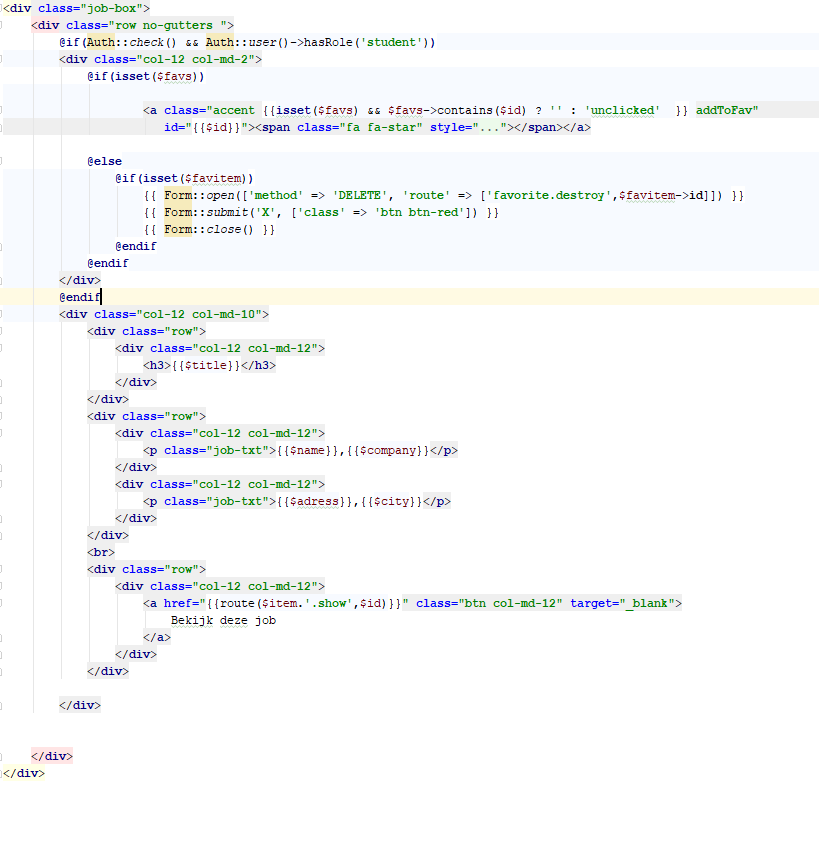 <div class="job-box">
<div class="row no-gutters ">
@if(Auth::check() && Auth::user()->hasRole('student'))
<div class="col-12 col-md-2">
@if(isset($favs))
<a class="accent {{isset($favs) && $favs->contains($id) ? '' : 'unclicked'  }} addToFav"
id="{{$id}}"><span class="fa fa-star" style="..."></span></a>
@else
@if(isset($favitem))
{{ Form::open(['method' => 'DELETE', 'route' => ['favorite.destroy',$favitem->id]]) }}
{{ Form::submit('X', ['class' => 'btn btn-red']) }}
{{ Form::close() }}
@endif
@endif
</div>
@endif
<div class="col-12 col-md-10">
<div class="row">
<div class="col-12 col-md-12">
<h3>{{$title}}</h3>
</div>
</div>
<div class="row">
<div class="col-12 col-md-12">
<p class="job-txt">{{$name}},{{$company}}</p>
</div>
<div class="col-12 col-md-12">
<p class="job-txt">{{$adress}},{{$city}}</p>
</div>
</div>
<br>
<div class="row">
<div class="col-12 col-md-12">
<a href="{{route($item.'.show',$id)}}" class="btn col-md-12" target="_blank">
Bekijk deze job
</a>
</div>
</div>
</div>
</div>
</div>